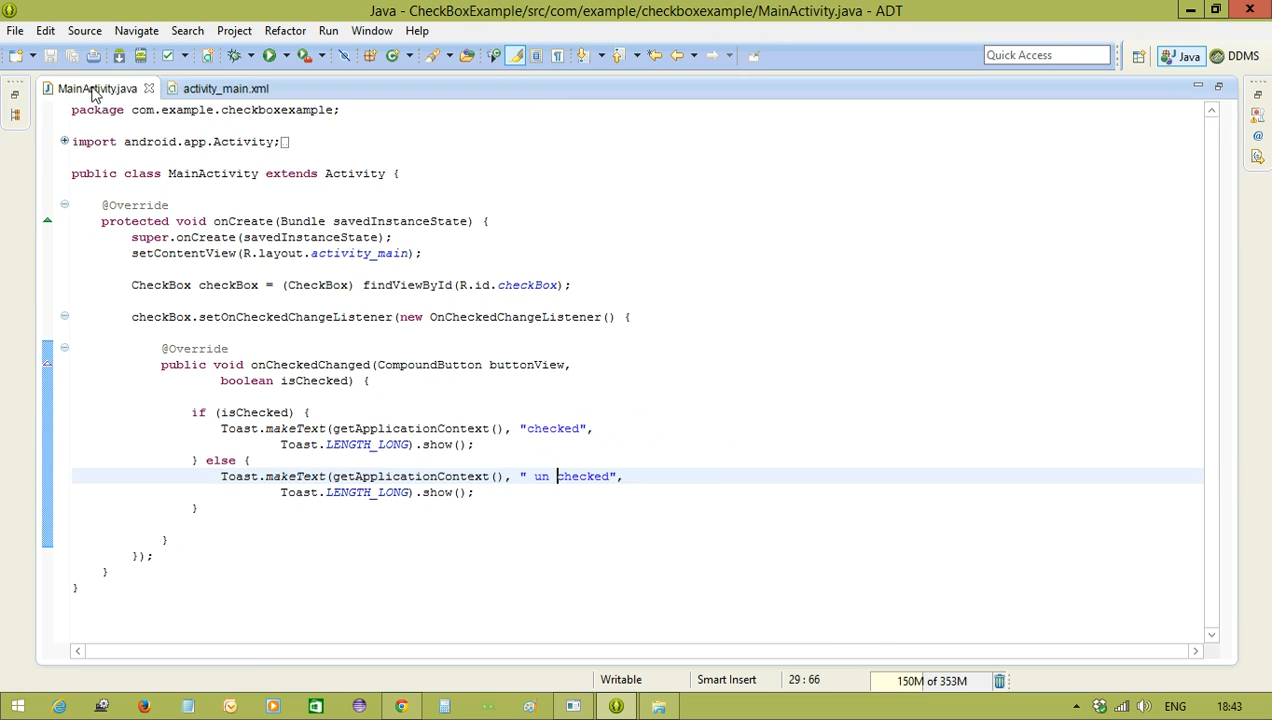 Java - CheckBoxExample/src/com/example/checkboxexample/MainActivity.java - ADT
File Edit Source Navigate Search Project Refactor Run Window Help
Quick Access Java DDMS
MainActivity.java activity_main.xml
package com.example.checkboxexample;
import android.app.Activity;
public class MainActivity extends Activity {
@Override
protected void onCreate(Bundle savedInstanceState) {
super.onCreate(savedInstanceState);
setContentView(R.layout.activity_main);
CheckBox checkBox = (CheckBox) findViewById(R.id.checkBox);
checkBox.setOnCheckedChangeListener(new OnCheckedChangeListener() {
@Override
public void onCheckedChanged(CompoundButton buttonView,
boolean isChecked) {
if (isChecked) {
Toast.makeText(getApplicationContext(), "checked",
Toast.LENGTH_LONG).show();
} else {
Toast.makeText(getApplicationContext(), " un checked",
Toast.LENGTH_LONG).show();
}
}
});
}
}
Writable Smart Insert 29 : 66 150M of 353M
ENG 18:43